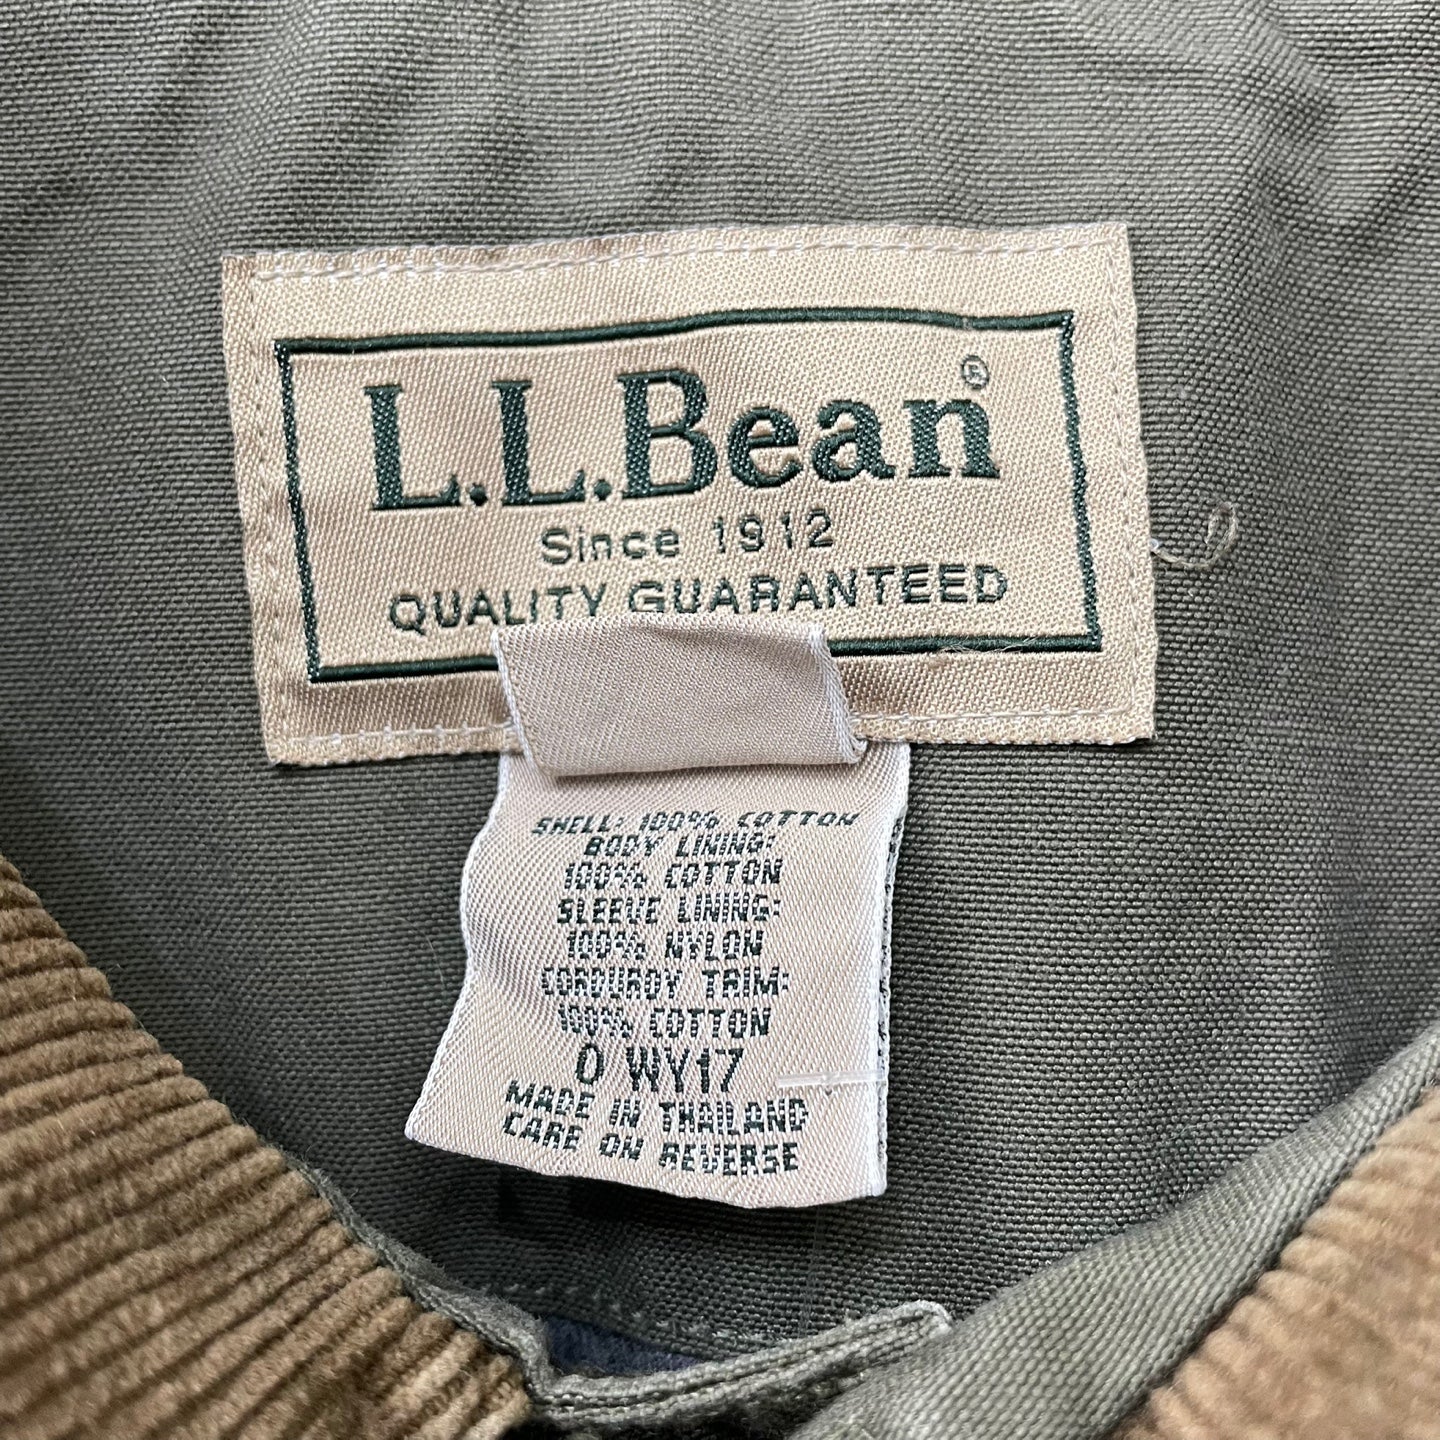 L.L.Bean®
Since 1912
QUALITY GUARANTEED
SHELL: 100% COTTON
BODY LINING:
100% COTTON
SLEEVE LINING:
100% NYLON
CORDUROY TRIM:
100% COTTON
0 WY17
MADE IN THAILAND
CARE ON REVERSE